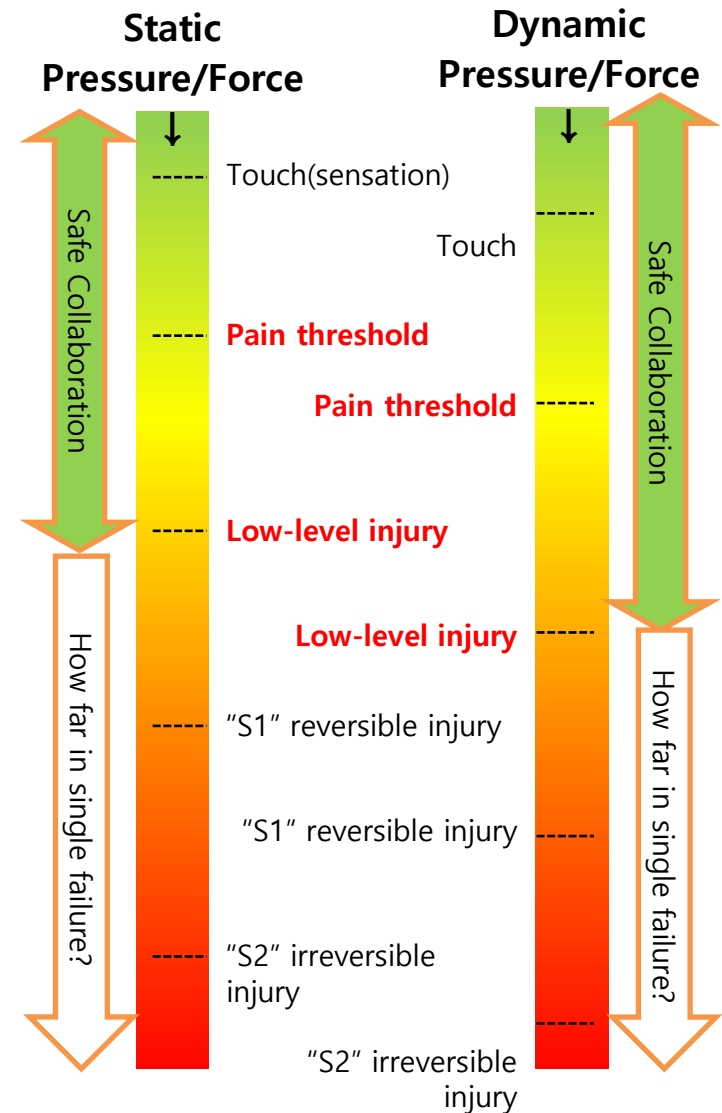 Static
Pressure/Force
Dynamic
Pressure/Force
Safe Collaboration
Touch(sensation)
Pain threshold
Low-level injury
How far in single failure?
"S1" reversible injury
"S2" irreversible
injury
Touch
Pain threshold
Low-level injury
"S1" reversible injury
"S2" irreversible
injury
Safe Collaboration
How far in single failure?